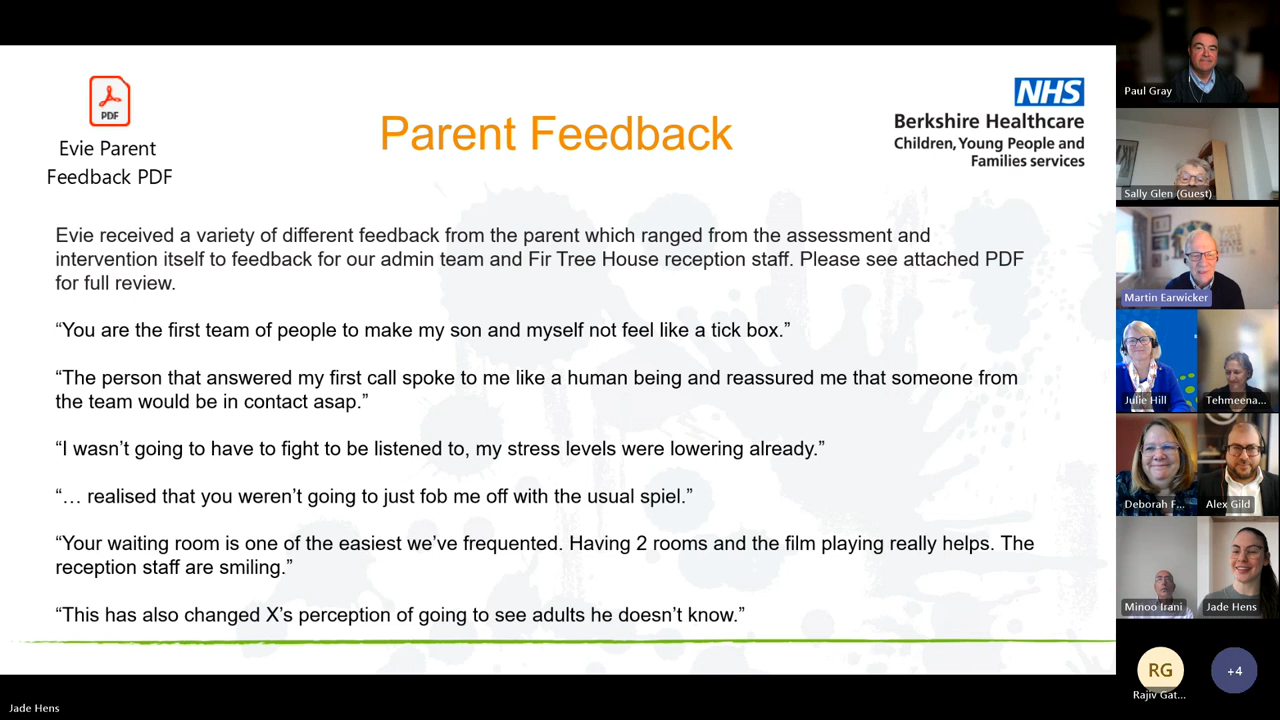 PDF
Evie Parent
Feedback PDF
Parent Feedback
NHS
Berkshire Healthcare
Children, Young People and
Families services
Evie received a variety of different feedback from the parent which ranged from the assessment and
intervention itself to feedback for our admin team and Fir Tree House reception staff. Please see attached PDF
for full review.
“You are the first team of people to make my son and myself not feel like a tick box.”
“The person that answered my first call spoke to me like a human being and reassured me that someone from
the team would be in contact asap.”
“I wasn’t going to have to fight to be listened to, my stress levels were lowering already.”
“… realised that you weren’t going to just fob me off with the usual spiel.”
“Your waiting room is one of the easiest we’ve frequented. Having 2 rooms and the film playing really helps. The
reception staff are smiling.”
“This has also changed X’s perception of going to see adults he doesn’t know.”
Jade Hens
Paul Gray
Sally Glen (Guest)
Martin Earwicker
Julie Hill
Tehmeena...
Deborah F...
Alex Gild
Minoo Irani
Jade Hens
RG
Rajiv Gat...
+4